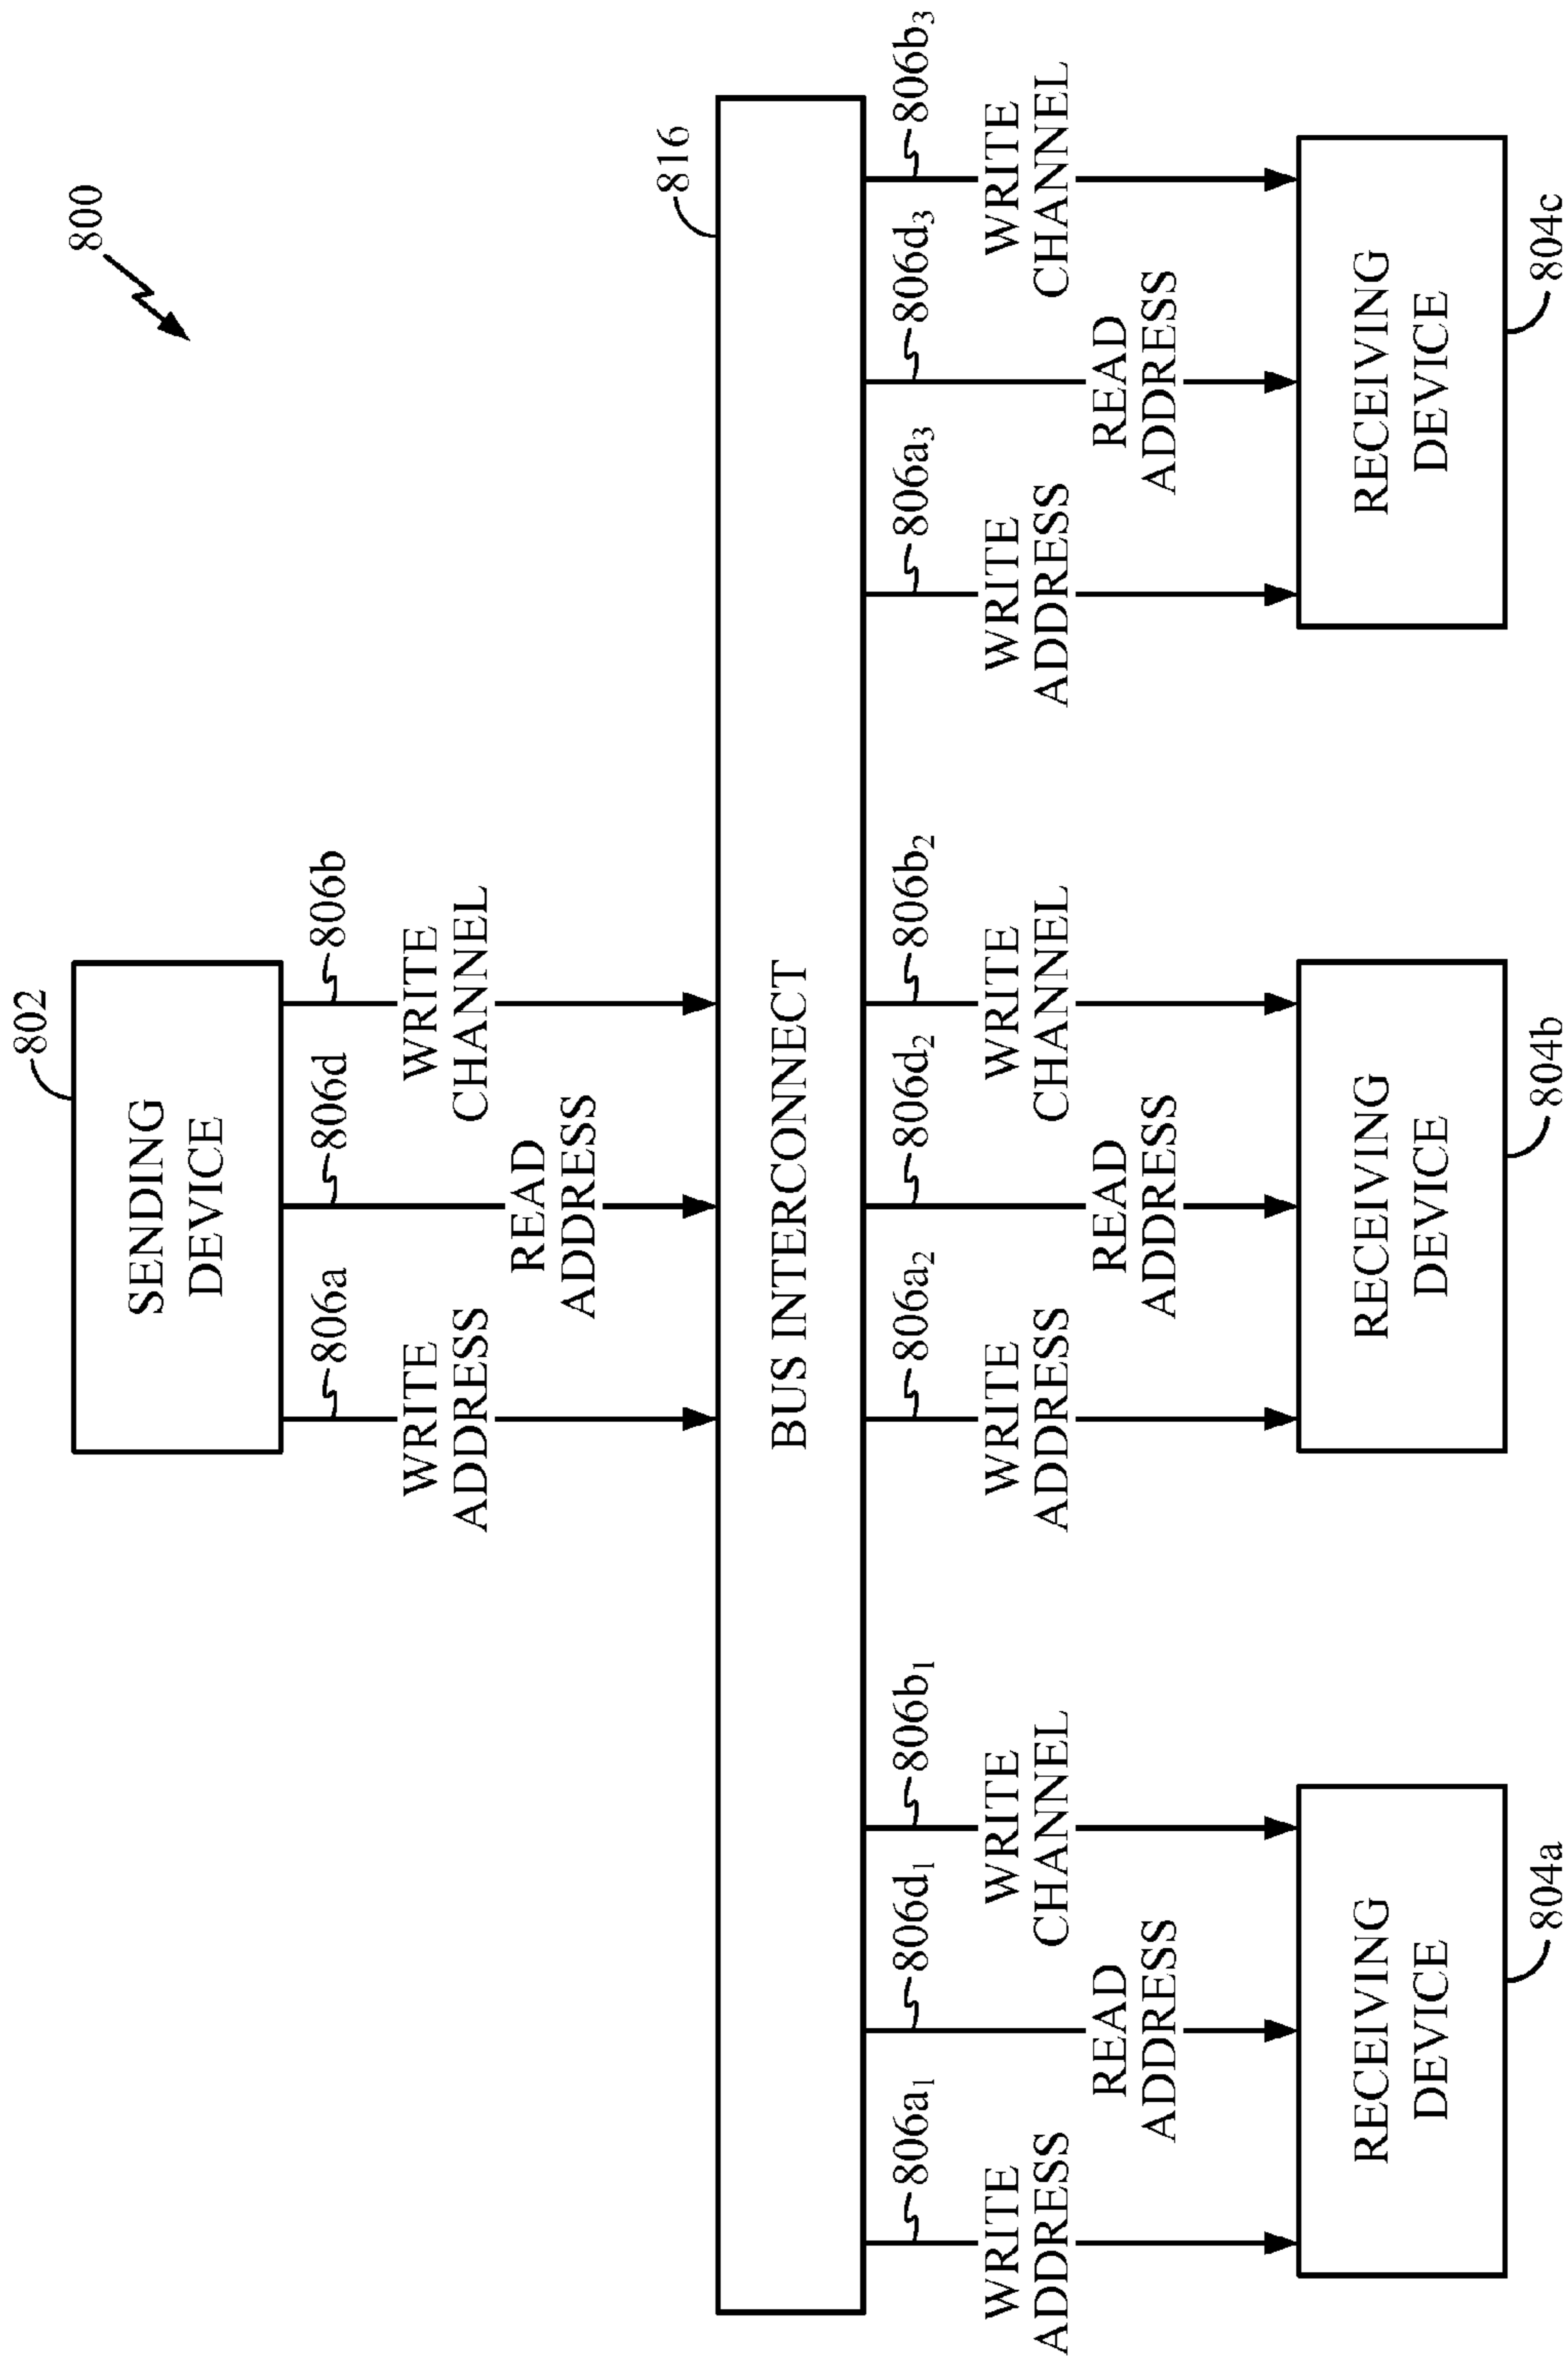 800
802
SENDING
DEVICE
806a
806d
806b
WRITE
ADDRESS
READ
ADDRESS
WRITE
CHANNEL
816
BUS INTERCONNECT
806a₁
806d₁
806b₁
806a₂
806d₂
806b₂
806a₃
806d₃
806b₃
WRITE
ADDRESS
READ
ADDRESS
WRITE
CHANNEL
WRITE
ADDRESS
READ
ADDRESS
WRITE
CHANNEL
WRITE
ADDRESS
READ
ADDRESS
WRITE
CHANNEL
RECEIVING
DEVICE
RECEIVING
DEVICE
RECEIVING
DEVICE
804a
804b
804c